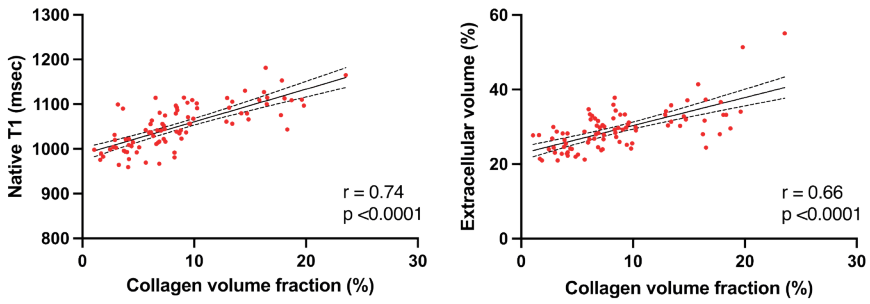 1300
1200
1100
1000
900
800
0
10
20
30
Native T1 (msec)
Collagen volume fraction (%)
r = 0.74
p <0.0001
60
40
20
0
0
10
20
30
Extracellular volume (%)
Collagen volume fraction (%)
r = 0.66
p <0.0001